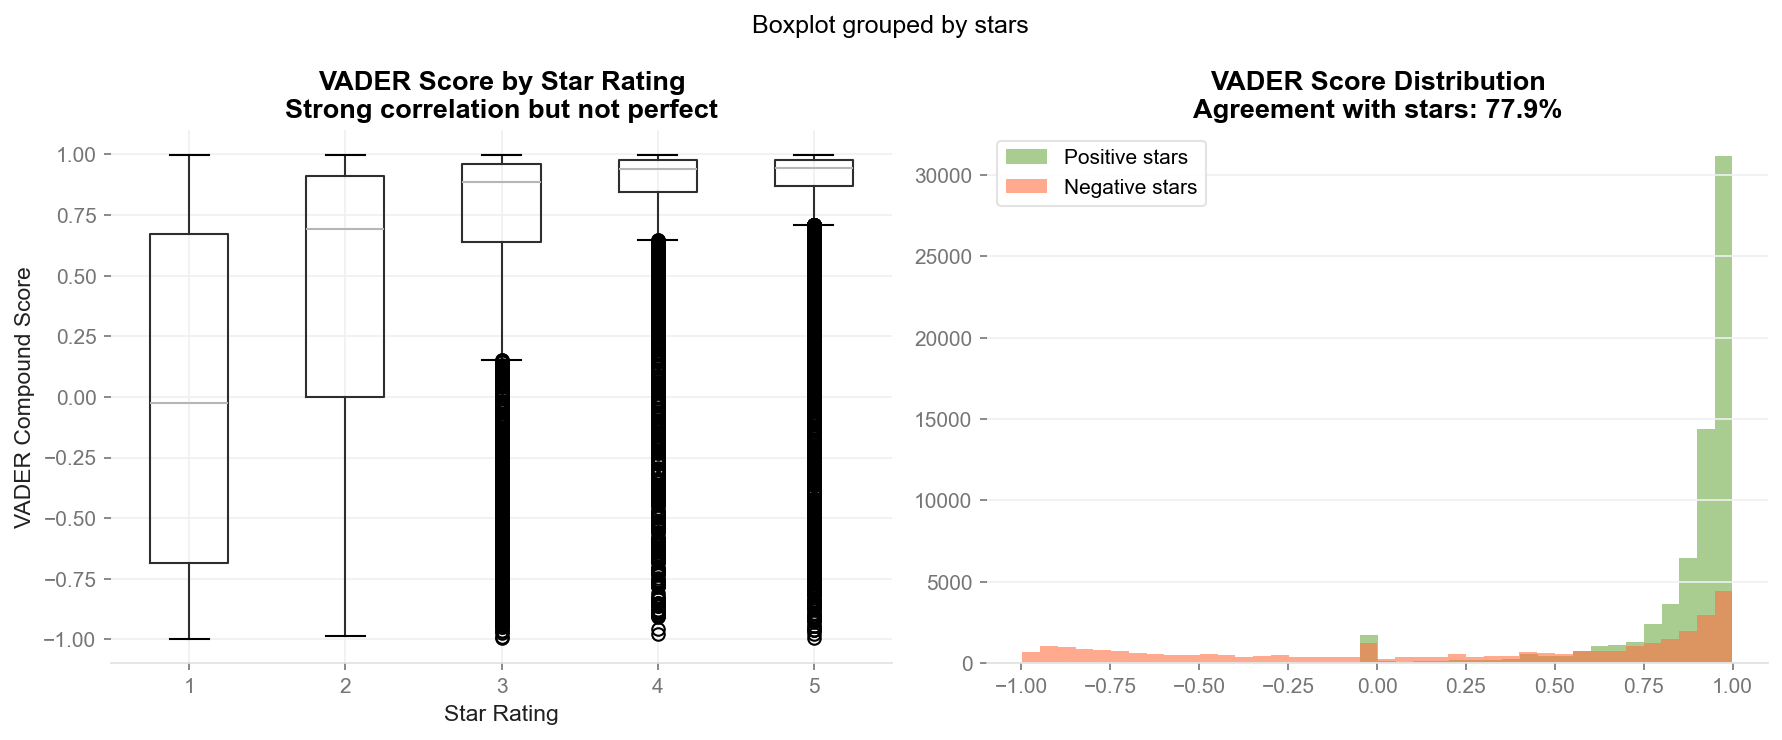 Boxplot grouped by stars
VADER Score by Star Rating
Strong correlation but not perfect
VADER Compound Score
1.00
0.75
0.50
0.25
0.00
−0.25
−0.50
−0.75
−1.00
1 2 3 4 5
Star Rating
VADER Score Distribution
Agreement with stars: 77.9%
Positive stars
Negative stars
30000
25000
20000
15000
10000
5000
0
−1.00 −0.75 −0.50 −0.25 0.00 0.25 0.50 0.75 1.00